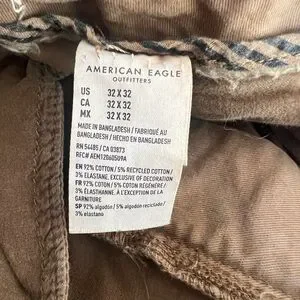 AMERICAN EAGLE
OUTFITTERS
US 32 X 32
CA 32 X 32
MX 32 X 32
MADE IN BANGLADESH / FABRIQUÉ AU
BANGLADESH / HECHO EN BANGLADESH
RN 54485 / CA 03873
RFC# AEM12060509A
EN 92% COTTON / 5% RECYCLED COTTON /
3% ELASTANE, EXCLUSIVE OF DECORATION
FR 92% COTON / 5% COTON RÉGÉNÉRÉ /
3% ÉLASTHANNE, À L'EXCEPTION DE LA
GARNITURE
SP 92% algodón / 5% algodón reciclado /
3% elastano